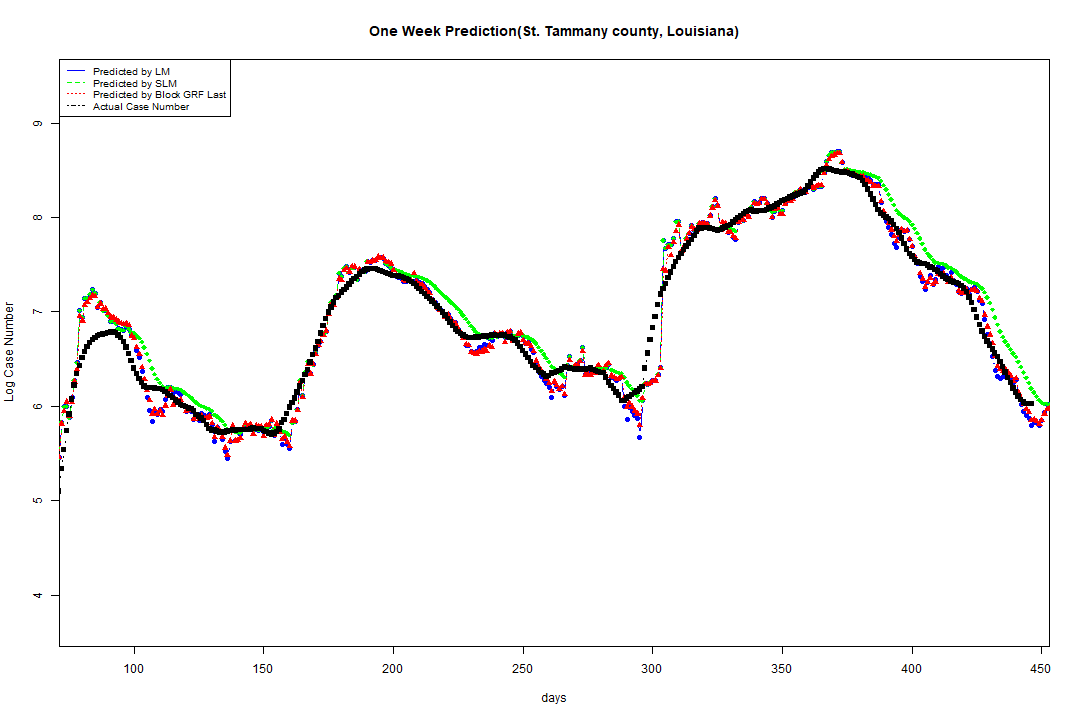 One Week Prediction(St. Tammany county, Louisiana)
Predicted by LM
Predicted by SLM
Predicted by Block GRF Last
Actual Case Number
Log Case Number
9
8
7
6
5
4
100 150 200 250 300 350 400 450
days